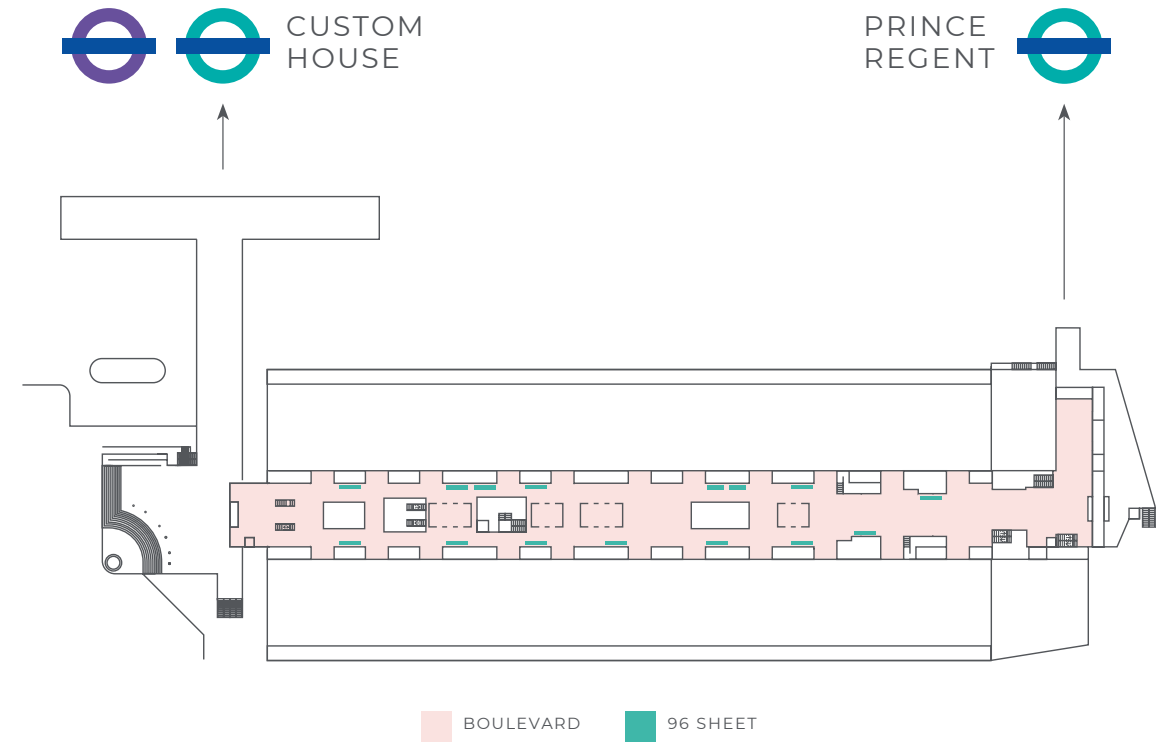 CUSTOM
HOUSE
PRINCE
REGENT
BOULEVARD
96 SHEET